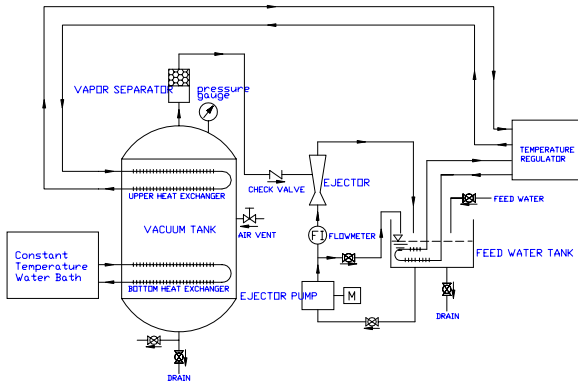 VAPOR SEPARATOR
pressure
gauge
TEMPERATURE
REGULATOR
CHECK VALVE
EJECTOR
UPPER HEAT EXCHANGER
FEED WATER
VACUUM TANK
AIR VENT
FI
FLOWMETER
Constant
Temperature
Water Bath
FEED WATER TANK
BOTTOM HEAT EXCHANGER
EJECTOR PUMP
M
DRAIN
DRAIN